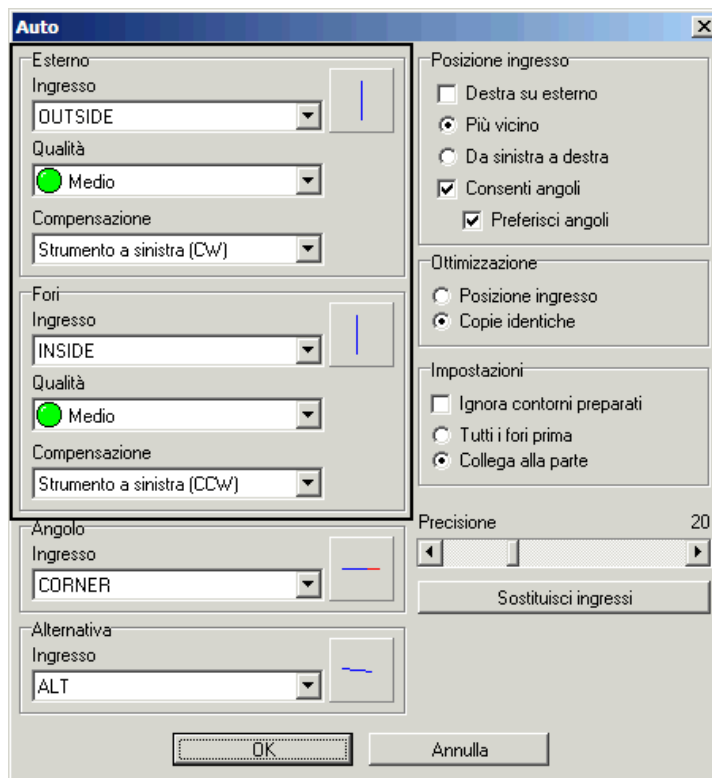 Auto
Esterno
Ingresso
OUTSIDE
Qualità
Medio
Compensazione
Strumento a sinistra (CW)
Fori
Ingresso
INSIDE
Qualità
Medio
Compensazione
Strumento a sinistra (CCW)
Angolo
Ingresso
CORNER
Alternativa
Ingresso
ALT
Posizione ingresso
Destra su esterno
Più vicino
Da sinistra a destra
Consenti angoli
Preferisci angoli
Ottimizzazione
Posizione ingresso
Copie identiche
Impostazioni
Ignora contorni preparati
Tutti i fori prima
Collega alla parte
Precisione 20
Sostituisci ingressi
OK
Annulla